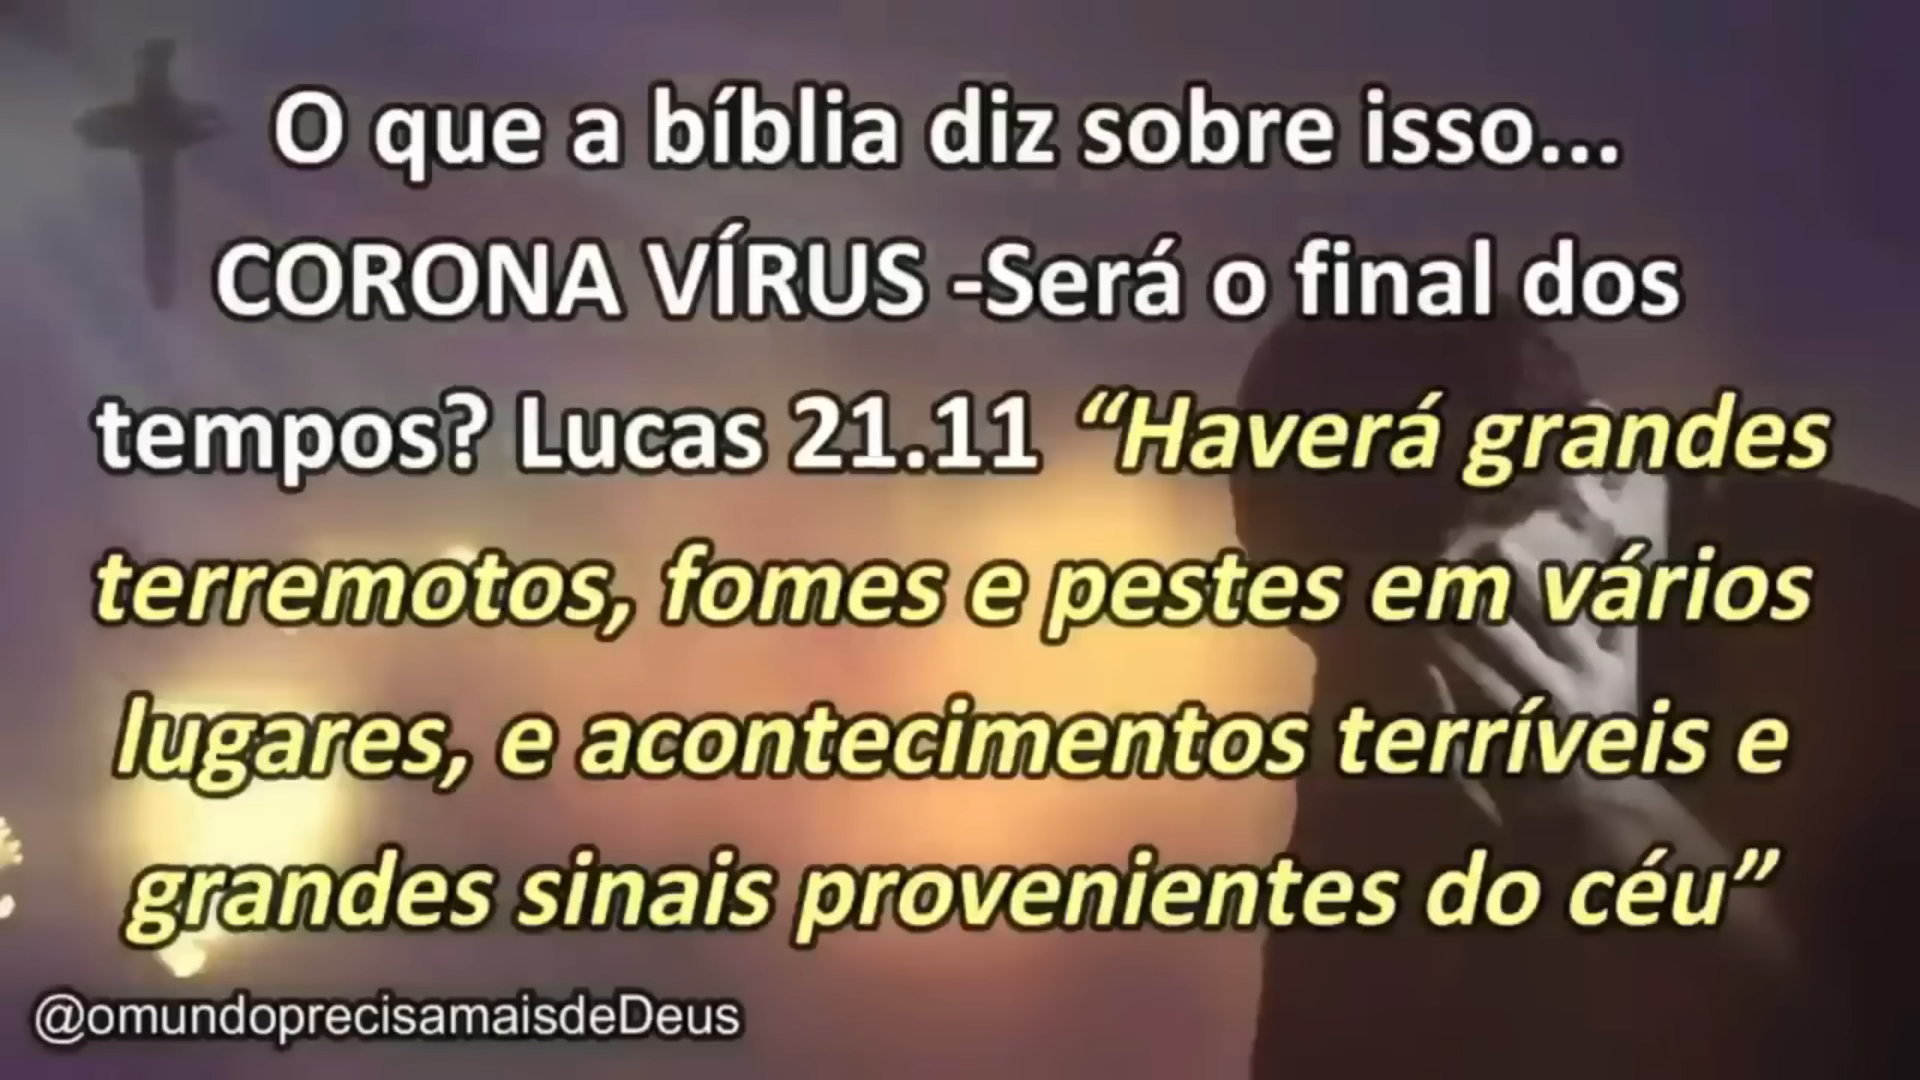 O que a bíblia diz sobre isso...
CORONA VÍRUS -Será o final dos
tempos? Lucas 21.11 “Haverá grandes
terremotos, fomes e pestes em vários
lugares, e acontecimentos terríveis e
grandes sinais provenientes do céu”
@omundoprecisamaisdeDeus